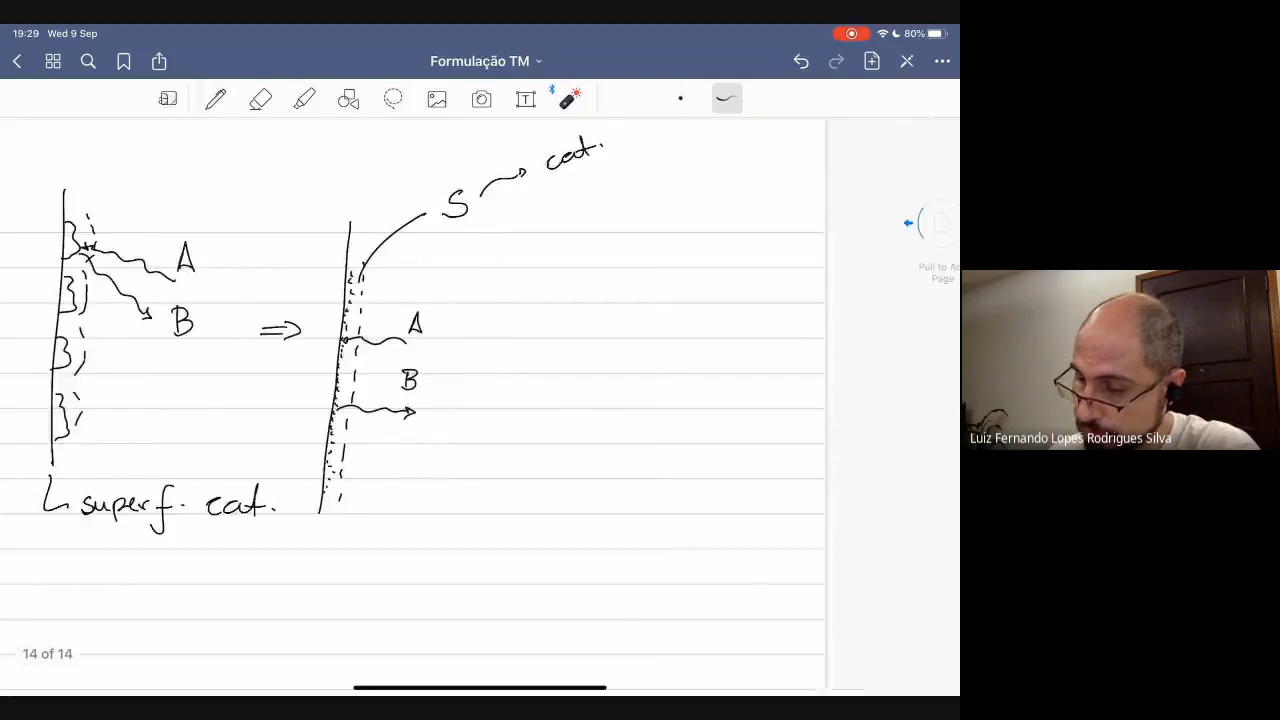 19:29 Wed 9 Sep
80%
Formulação TM
cat.
S
A
B
⇒
A
B
superf. cat.
Pull to Ad
Page
Luiz Fernando Lopes Rodrigues Silva
14 of 14